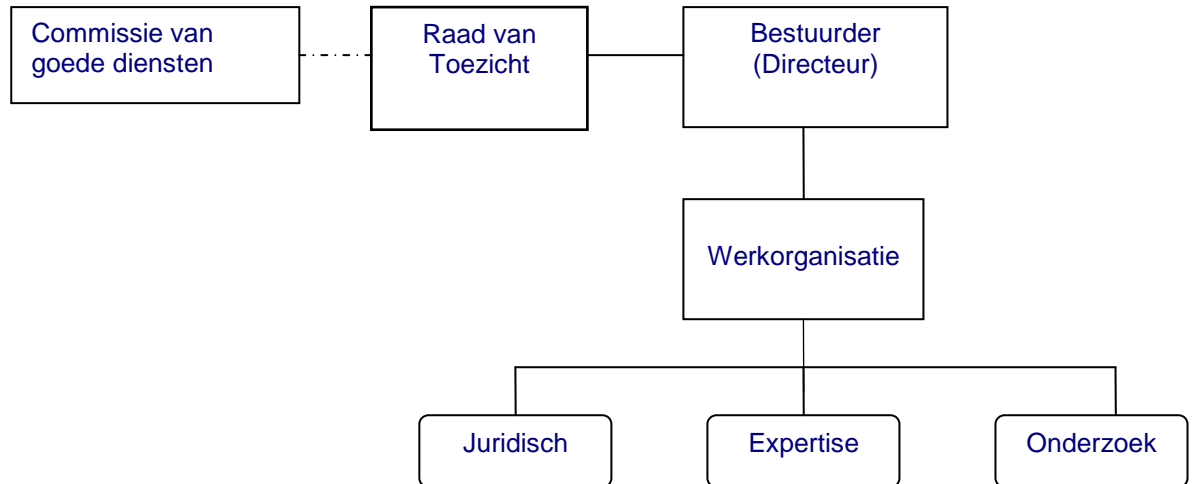 Commissie van
goede diensten
Raad van
Toezicht
Bestuurder
(Directeur)
Werkorganisatie
Juridisch
Expertise
Onderzoek